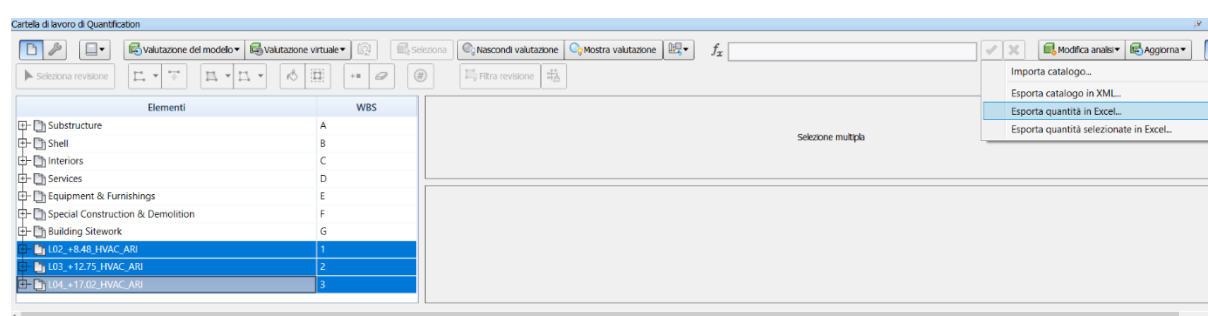 Cartella di lavoro di Quantification
Valutazione del modello Valutazione virtuale Seleziona Nascondi valutazione Mostra valutazione fx Modifica analisi Aggiorna
Seleziona revisione Filtra revisione
Importa catalogo...
Esporta catalogo in XML...
Esporta quantità in Excel...
Esporta quantità selezionate in Excel...
Elementi WBS
Substructure A
Shell B
Interiors C
Services D
Equipment & Furnishings E
Special Construction & Demolition F
Building Sitework G
L02_+8.48_HVAC_ARI 1
L03_+12.75_HVAC_ARI 2
L04_+17.02_HVAC_ARI 3
Selezione multipla